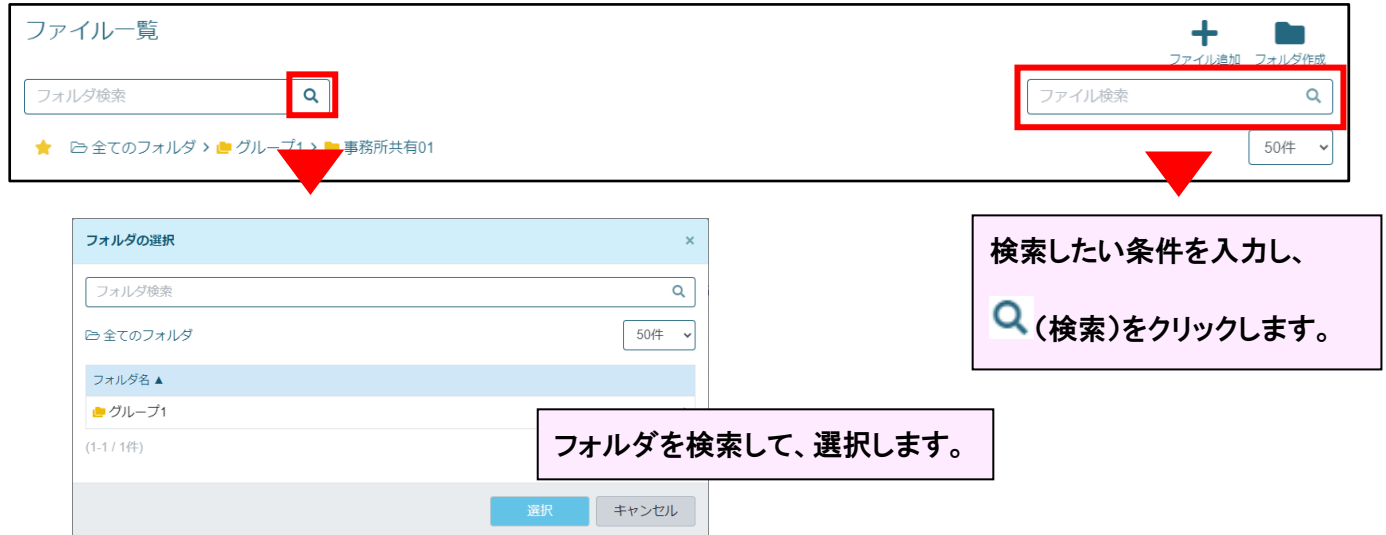 ファイル一覧
ファイル追加 フォルダ作成
フォルダ検索
ファイル検索
全てのフォルダ > グループ1 > 事務所共有01
50件
フォルダの選択 ×
フォルダ検索
全てのフォルダ
50件
フォルダ名 ▲
グループ1
(1-1 / 1件)
選択 キャンセル
フォルダを検索して、選択します。
検索したい条件を入力し、
(検索)をクリックします。